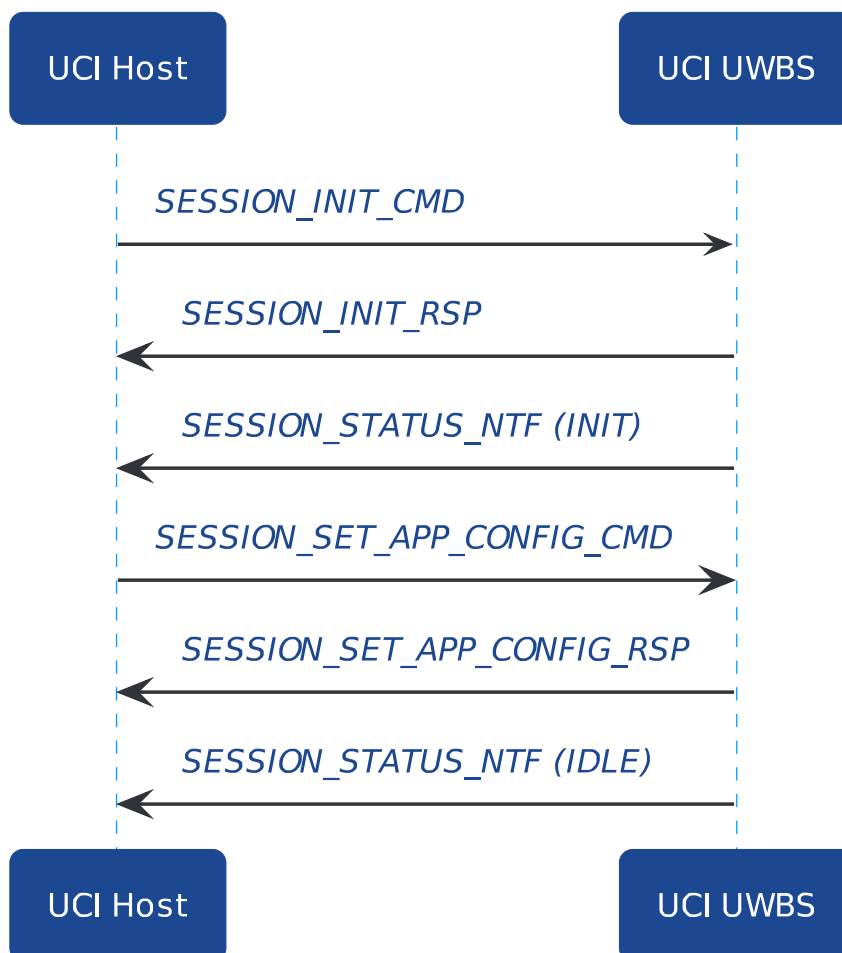 UCI Host
UCI UWBS
SESSION_INIT_CMD
SESSION_INIT_RSP
SESSION_STATUS_NTF (INIT)
SESSION_SET_APP_CONFIG_CMD
SESSION_SET_APP_CONFIG_RSP
SESSION_STATUS_NTF (IDLE)
UCI Host
UCI UWBS